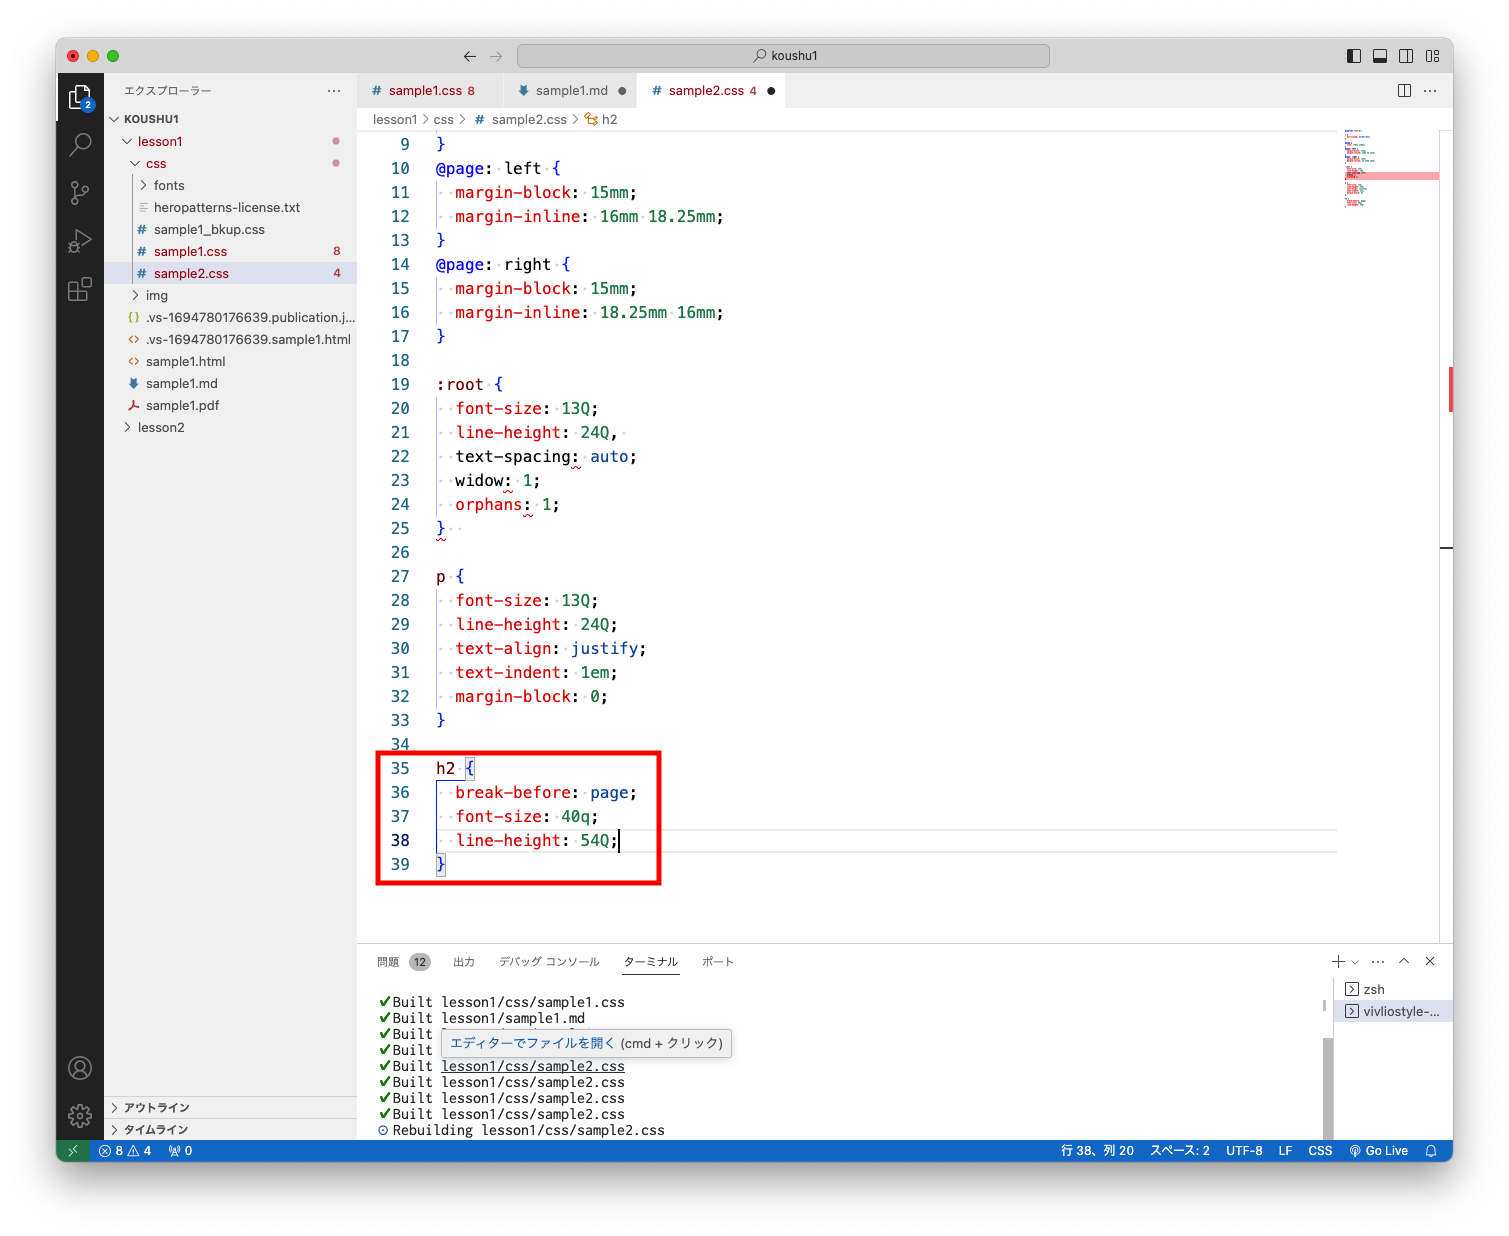 koushu1
2
エクスプローラー
KOUSHU1
lesson1
css
fonts
heropatterns-license.txt
sample1_bkup.css
sample1.css 8
sample2.css 4
img
.vs-1694780176639.publication.j...
.vs-1694780176639.sample1.html
sample1.html
sample1.md
sample1.pdf
lesson2
アウトライン
タイムライン
sample1.css 8 sample1.md sample2.css 4
lesson1 > css > # sample2.css > h2
9 }
10 @page: left {
11 margin-block: 15mm;
12 margin-inline: 16mm 18.25mm;
13 }
14 @page: right {
15 margin-block: 15mm;
16 margin-inline: 18.25mm 16mm;
17 }
18
19 :root {
20 font-size: 13Q;
21 line-height: 24Q,
22 text-spacing: auto;
23 widow: 1;
24 orphans: 1;
25 }
26
27 p {
28 font-size: 13Q;
29 line-height: 24Q;
30 text-align: justify;
31 text-indent: 1em;
32 margin-block: 0;
33 }
34
35 h2 {
36 break-before: page;
37 font-size: 40q;
38 line-height: 54Q;
39 }
問題 12 出力 デバッグ コンソール ターミナル ポート
✔Built lesson1/css/sample1.css
✔Built lesson1/sample1.md
✔Built
✔Built
エディターでファイルを開く (cmd + クリック)
✔Built lesson1/css/sample2.css
✔Built lesson1/css/sample2.css
✔Built lesson1/css/sample2.css
✔Built lesson1/css/sample2.css
Rebuilding lesson1/css/sample2.css
zsh
vivliostyle-...
8 4 0
行 38、列 20 スペース: 2 UTF-8 LF CSS Go Live